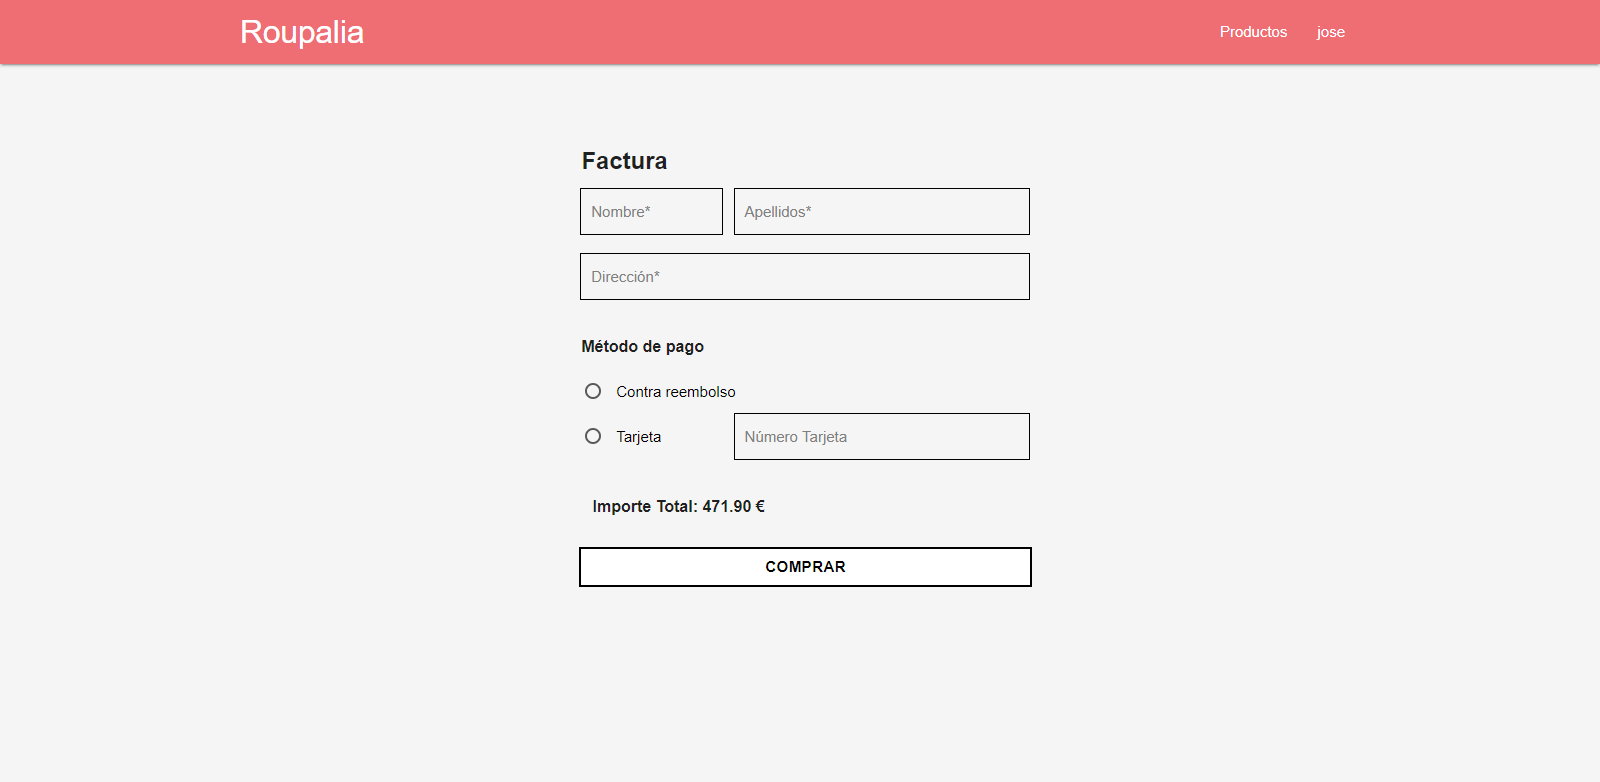 Roupalia
Productos
jose
Factura
Nombre*
Apellidos*
Dirección*
Método de pago
Contra reembolso
Tarjeta
Número Tarjeta
Importe Total: 471.90 €
COMPRAR